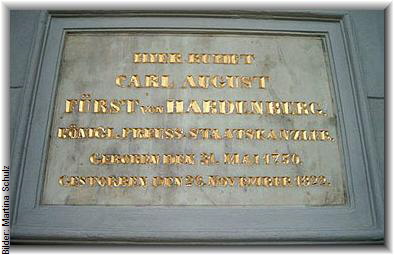 HIER RUHET
CARL AUGUST
FÜRST VON HARDENBERG.
KÖNIGL. PREUSS. STAATSKANZLER.
GEBOREN DEN 31. MAI 1750.
GESTORBEN DEN 26. NOVEMBER 1822.
Bilder: Martina Schulz